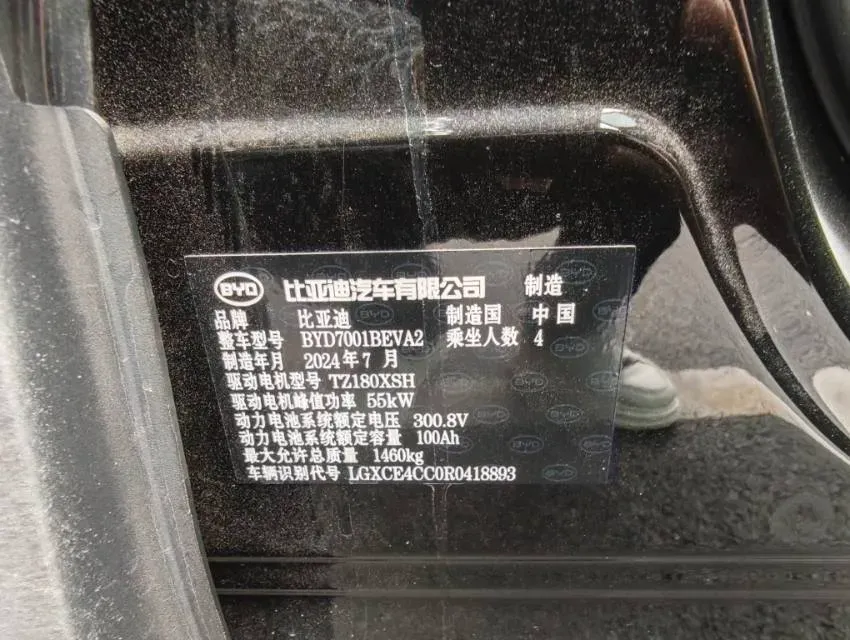 BYD 比亚迪汽车有限公司 制造
品牌 比亚迪 制造国 中国
整车型号 BYD7001BEVA2 乘坐人数 4
制造年月 2024年7月
驱动电机型号 TZ180XSH
驱动电机峰值功率 55kW
动力电池系统额定电压 300.8V
动力电池系统额定容量 100Ah
最大允许总质量 1460kg
车辆识别代号 LGXCE4CC0R0418893